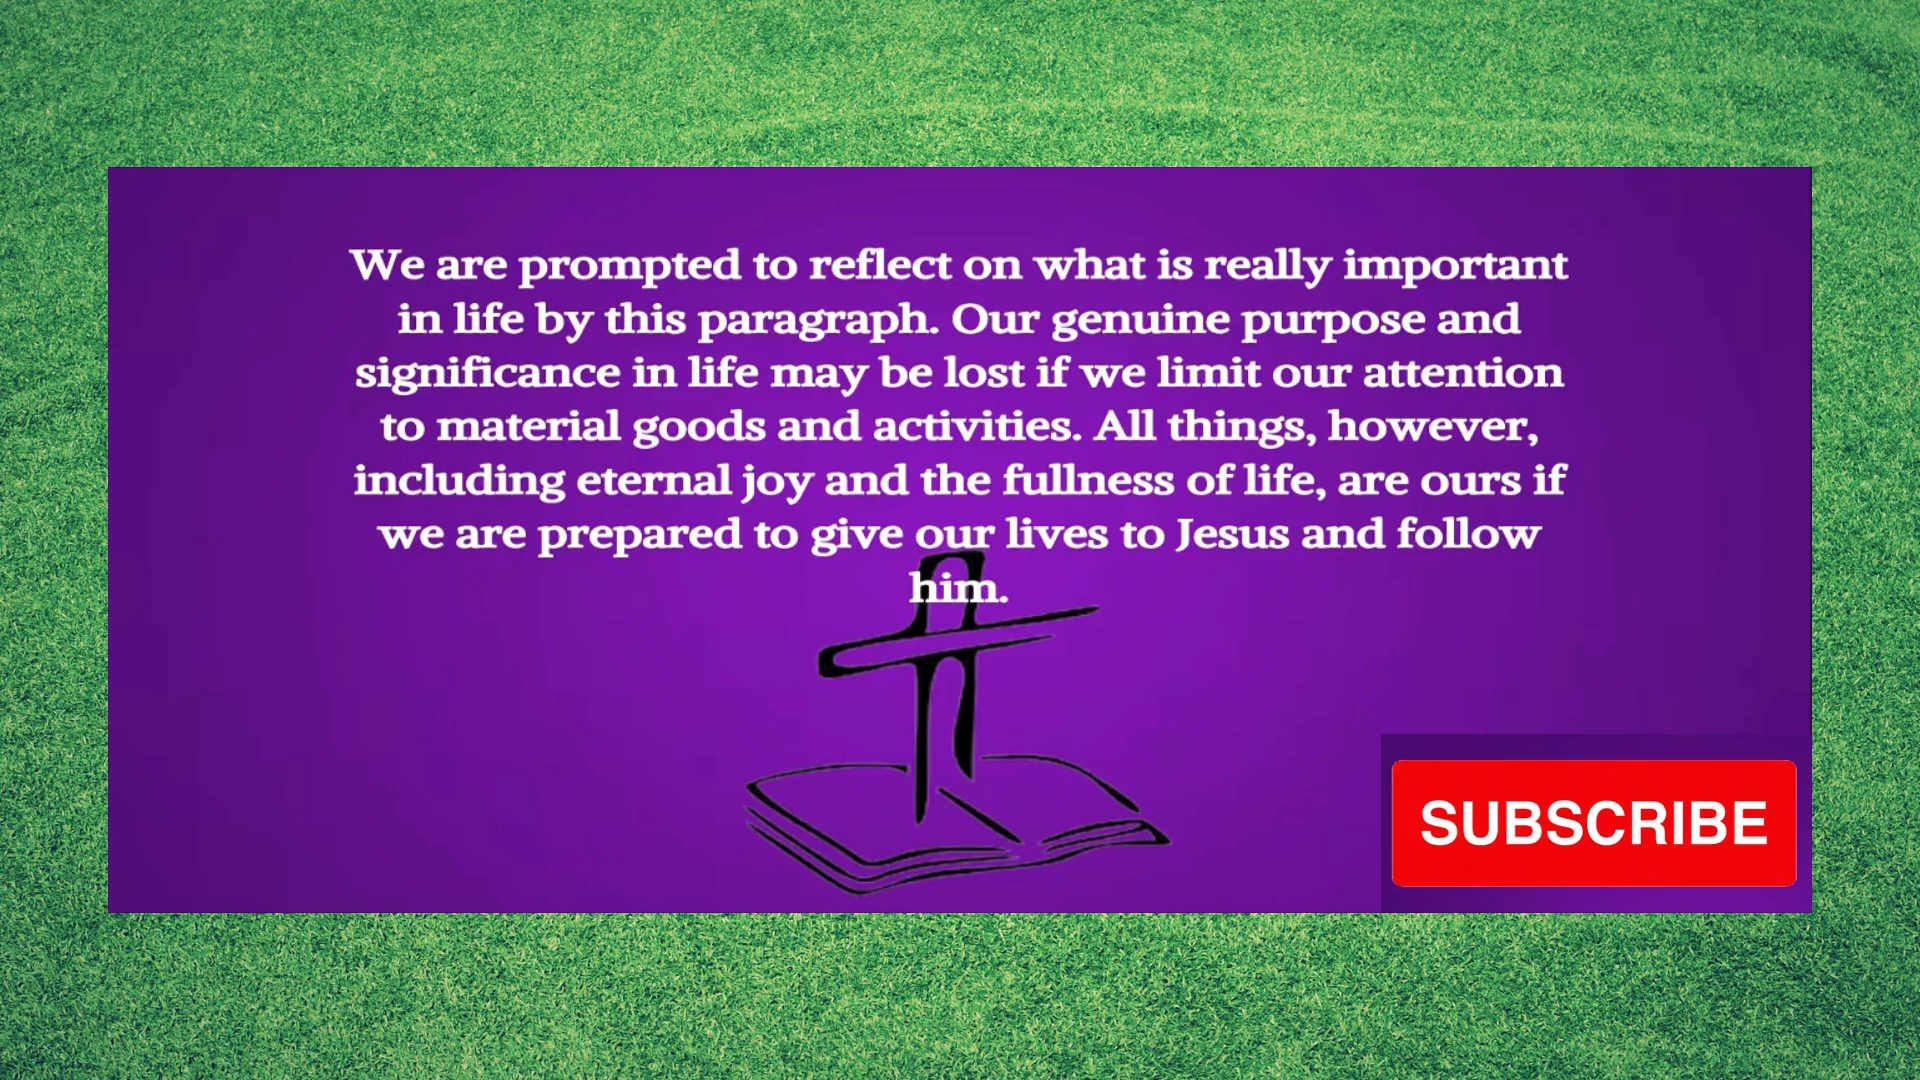 We are prompted to reflect on what is really important
in life by this paragraph. Our genuine purpose and
significance in life may be lost if we limit our attention
to material goods and activities. All things, however,
including eternal joy and the fullness of life, are ours if
we are prepared to give our lives to Jesus and follow
him.
SUBSCRIBE